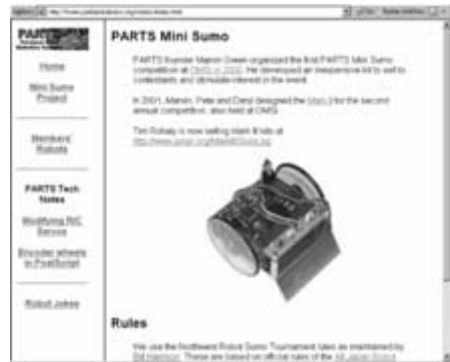 PARTS
PARTS Mini Sumo
Home
Mini Sumo
Project
Members'
Robots
PARTS Tech
Notes
Modifying R/C
Servos
Encoder wheels
in PostScript
Robot Jokes
PARTS founder Marvin Green organized the first PARTS Mini Sumo
competition at OMSI in 2000. He developed an inexpensive kit to sell to
contestants and stimulate interest in the event.
In 2001, Marvin, Pete and Daryl designed the Mark II for the second
annual competition, also held at OMSI.
is now selling Mark III kits at
Rules
We use the Northwest Robot Sumo Tournament rules as maintained by
Bill Harrison. These are based on official rules of the All Japan Robot